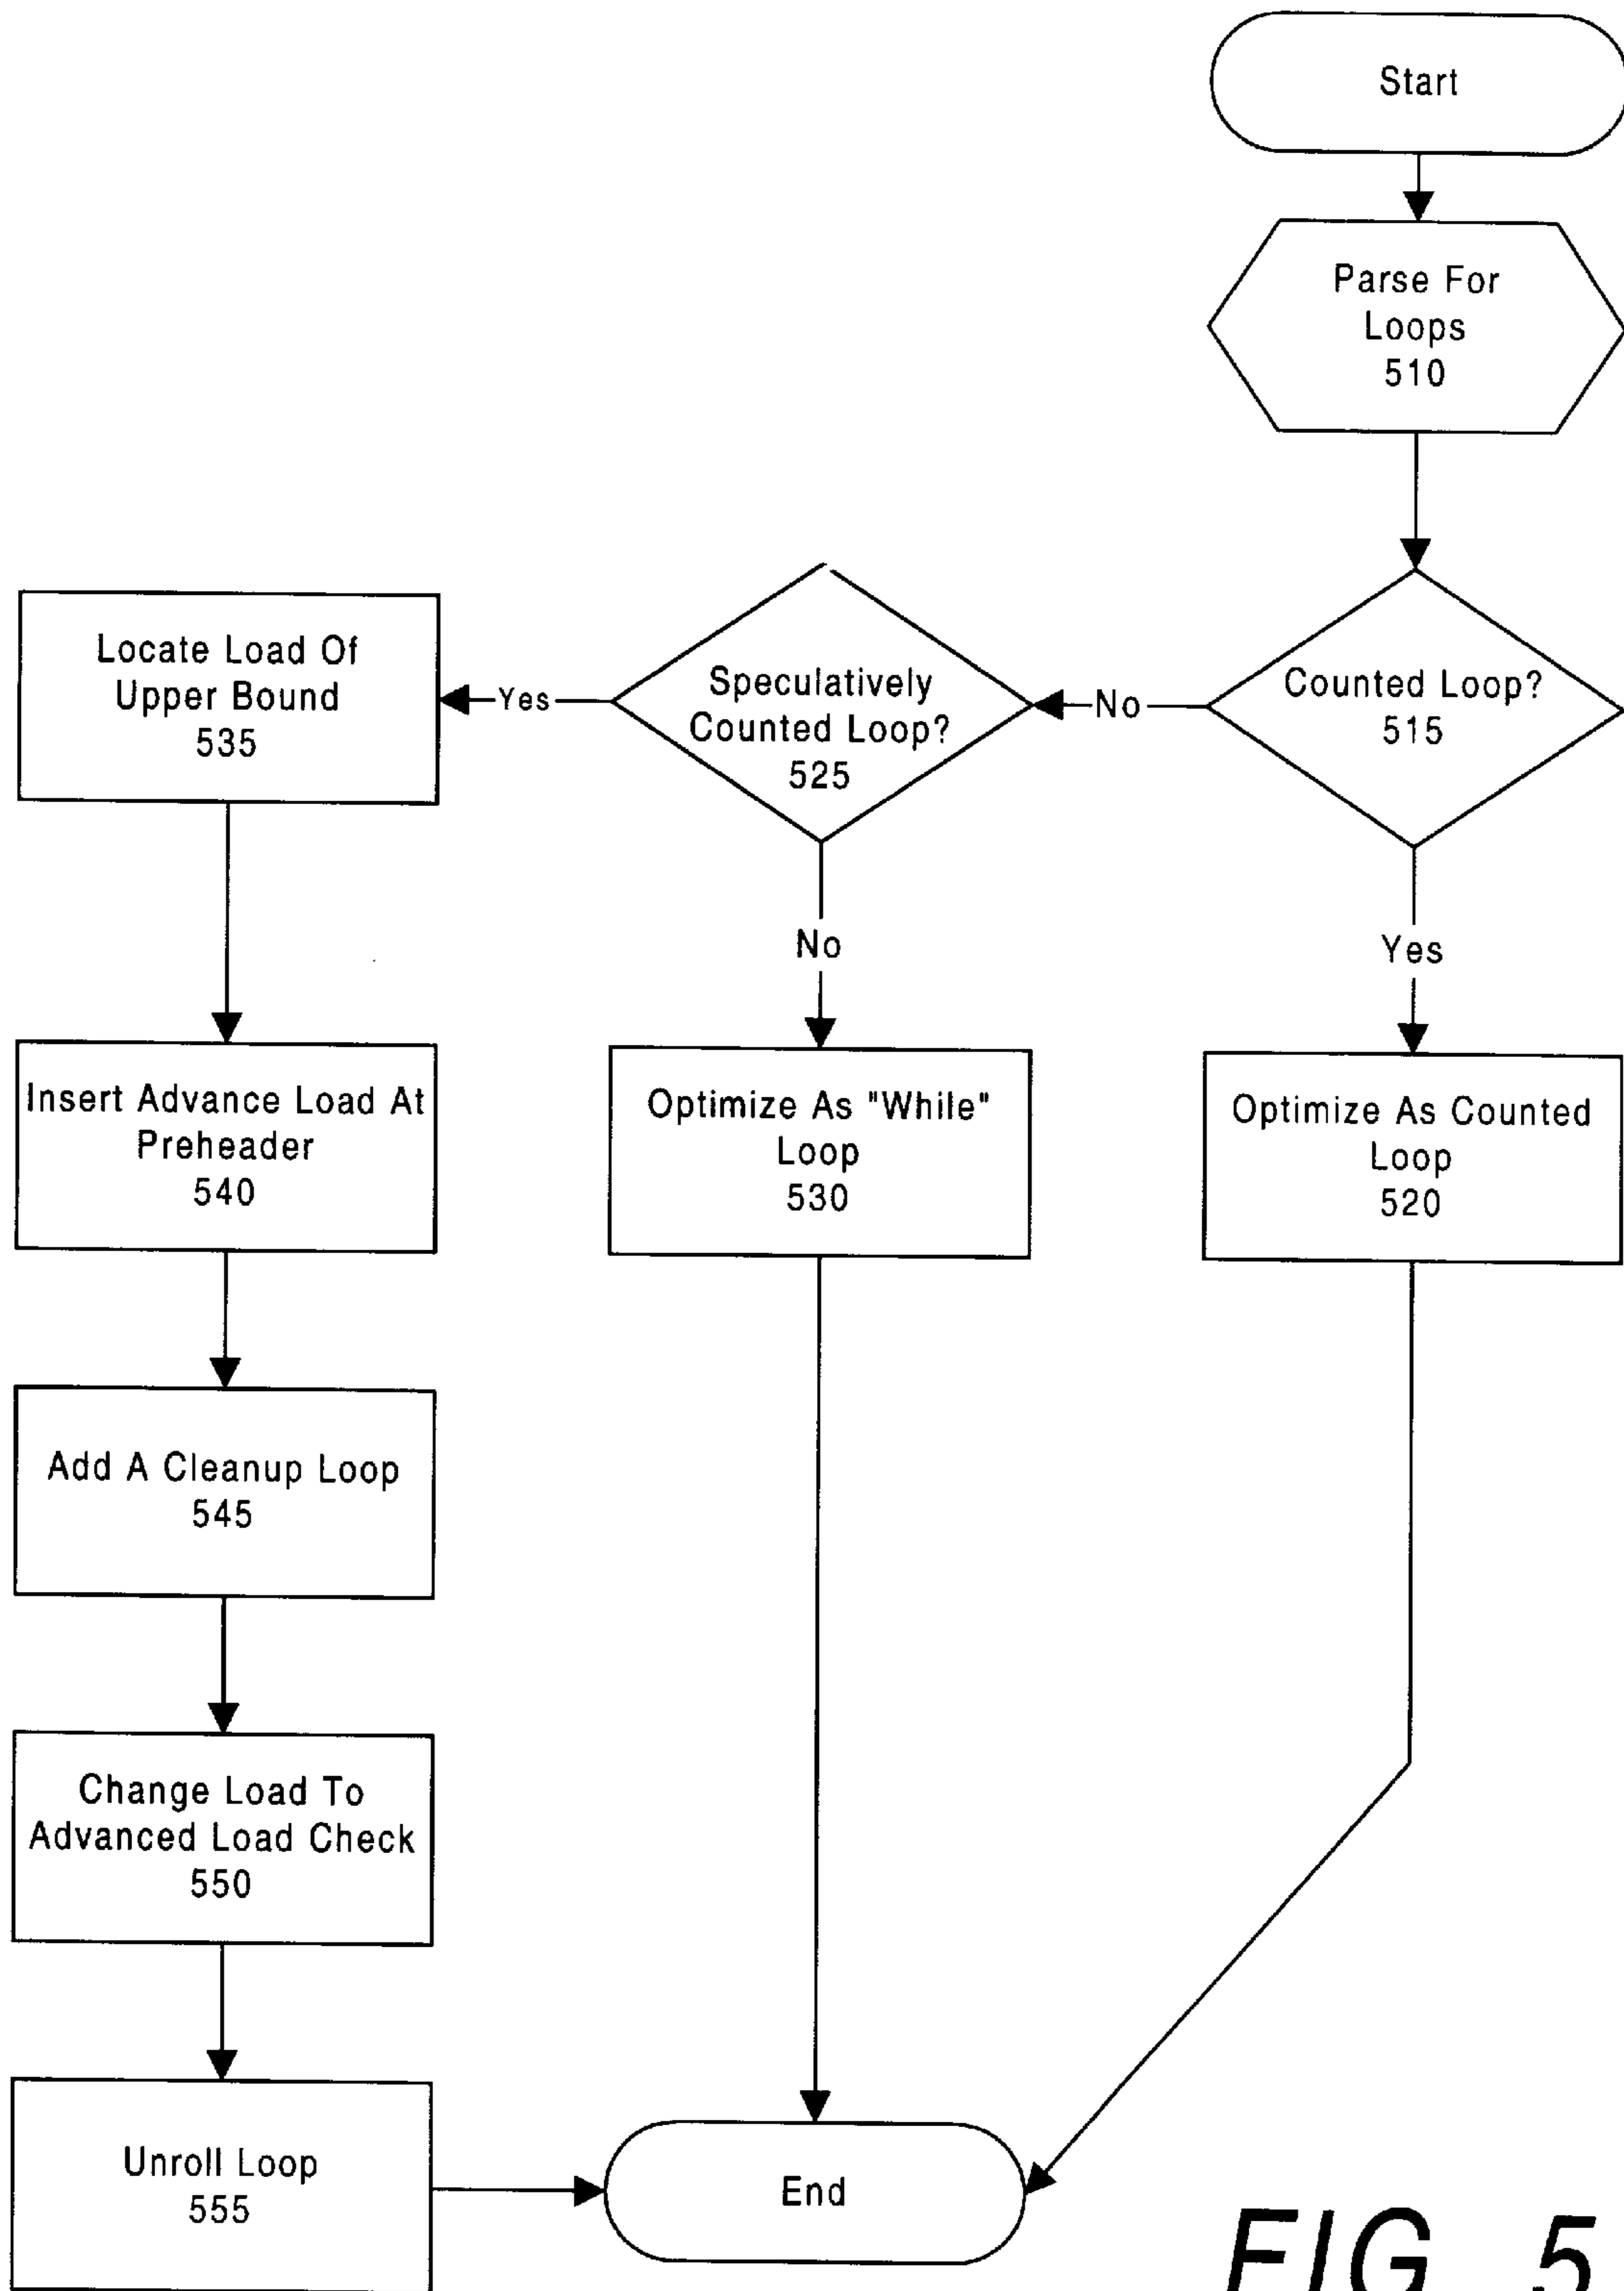 Start
Parse For
Loops
510
Counted Loop?
515
No
Speculatively
Counted Loop?
525
Yes
Locate Load Of
Upper Bound
535
No
Yes
Insert Advance Load At
Preheader
540
Optimize As "While"
Loop
530
Optimize As Counted
Loop
520
Add A Cleanup Loop
545
Change Load To
Advanced Load Check
550
Unroll Loop
555
End
FIG. 5